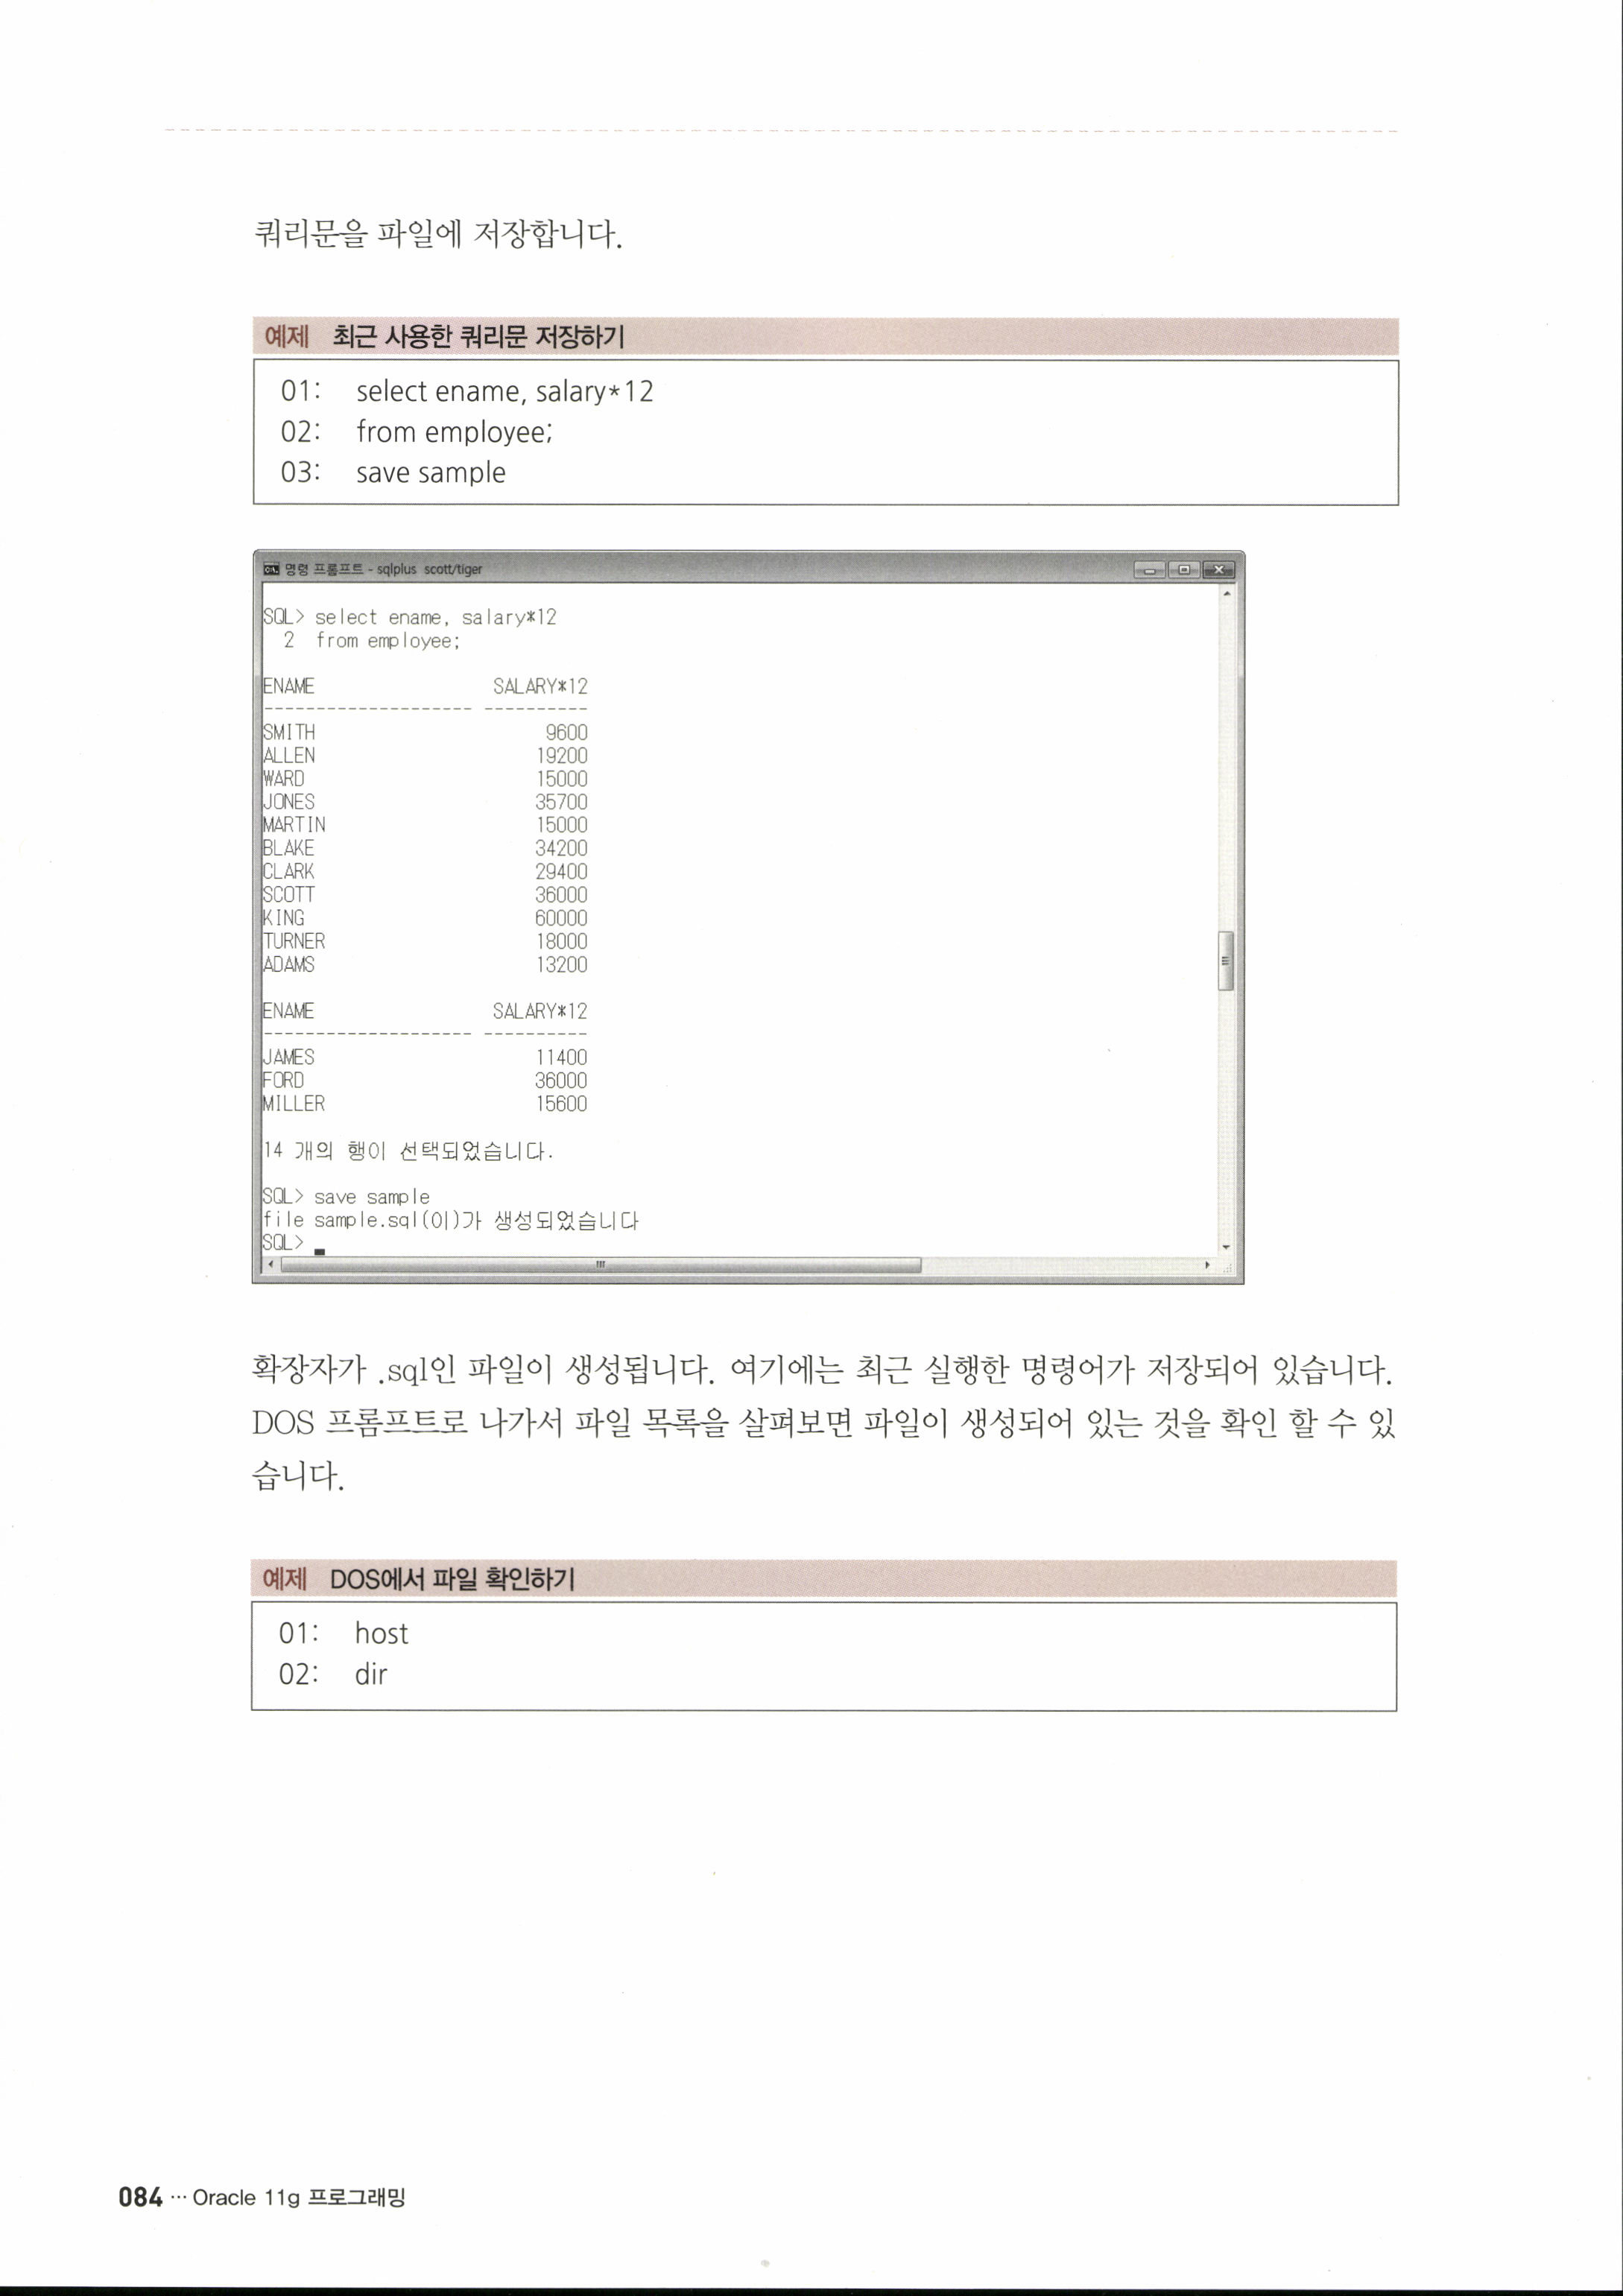 쿼리문을 파일에 저장합니다.
예제 최근 사용한 쿼리문 저장하기
01: select ename, salary*12
02: from employee;
03: save sample
명령 프롬프트 - sqlplus scott/tiger
SQL> select ename, salary*12
2 from employee;
ENAME SALARY*12
-------------------- ----------
SMITH 9600
ALLEN 19200
WARD 15000
JONES 35700
MARTIN 15000
BLAKE 34200
CLARK 29400
SCOTT 36000
KING 60000
TURNER 18000
ADAMS 13200
ENAME SALARY*12
-------------------- ----------
JAMES 11400
FORD 36000
MILLER 15600
14 개의 행이 선택되었습니다.
SQL> save sample
file sample.sql(이)가 생성되었습니다
SQL>
확장자가 .sql인 파일이 생성됩니다. 여기에는 최근 실행한 명령어가 저장되어 있습니다.
DOS 프롬프트로 나가서 파일 목록을 살펴보면 파일이 생성되어 있는 것을 확인 할 수 있
습니다.
예제 DOS에서 파일 확인하기
01: host
02: dir
084 ··· Oracle 11g 프로그래밍